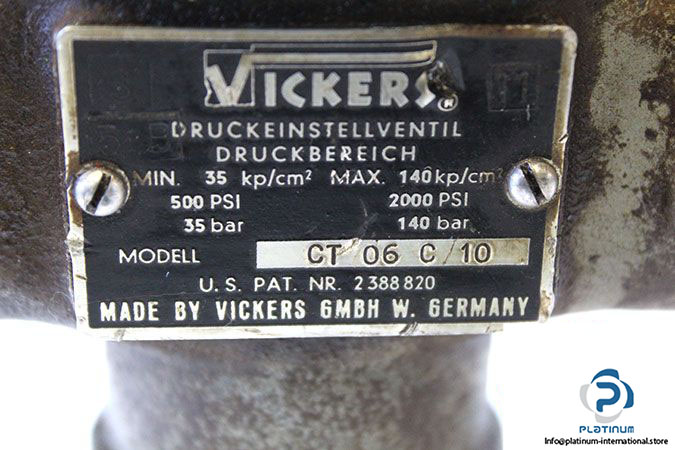 VICKERS®
DRUCKEINSTELLVENTIL
DRUCKBEREICH
MIN. 35 kp/cm² MAX. 140 kp/cm²
500 PSI 2000 PSI
35 bar 140 bar
MODELL CT 06 C 10
U. S. PAT. NR. 2 388 820
MADE BY VICKERS GMBH W. GERMANY
PLATINUM
Info@platinum-international.store